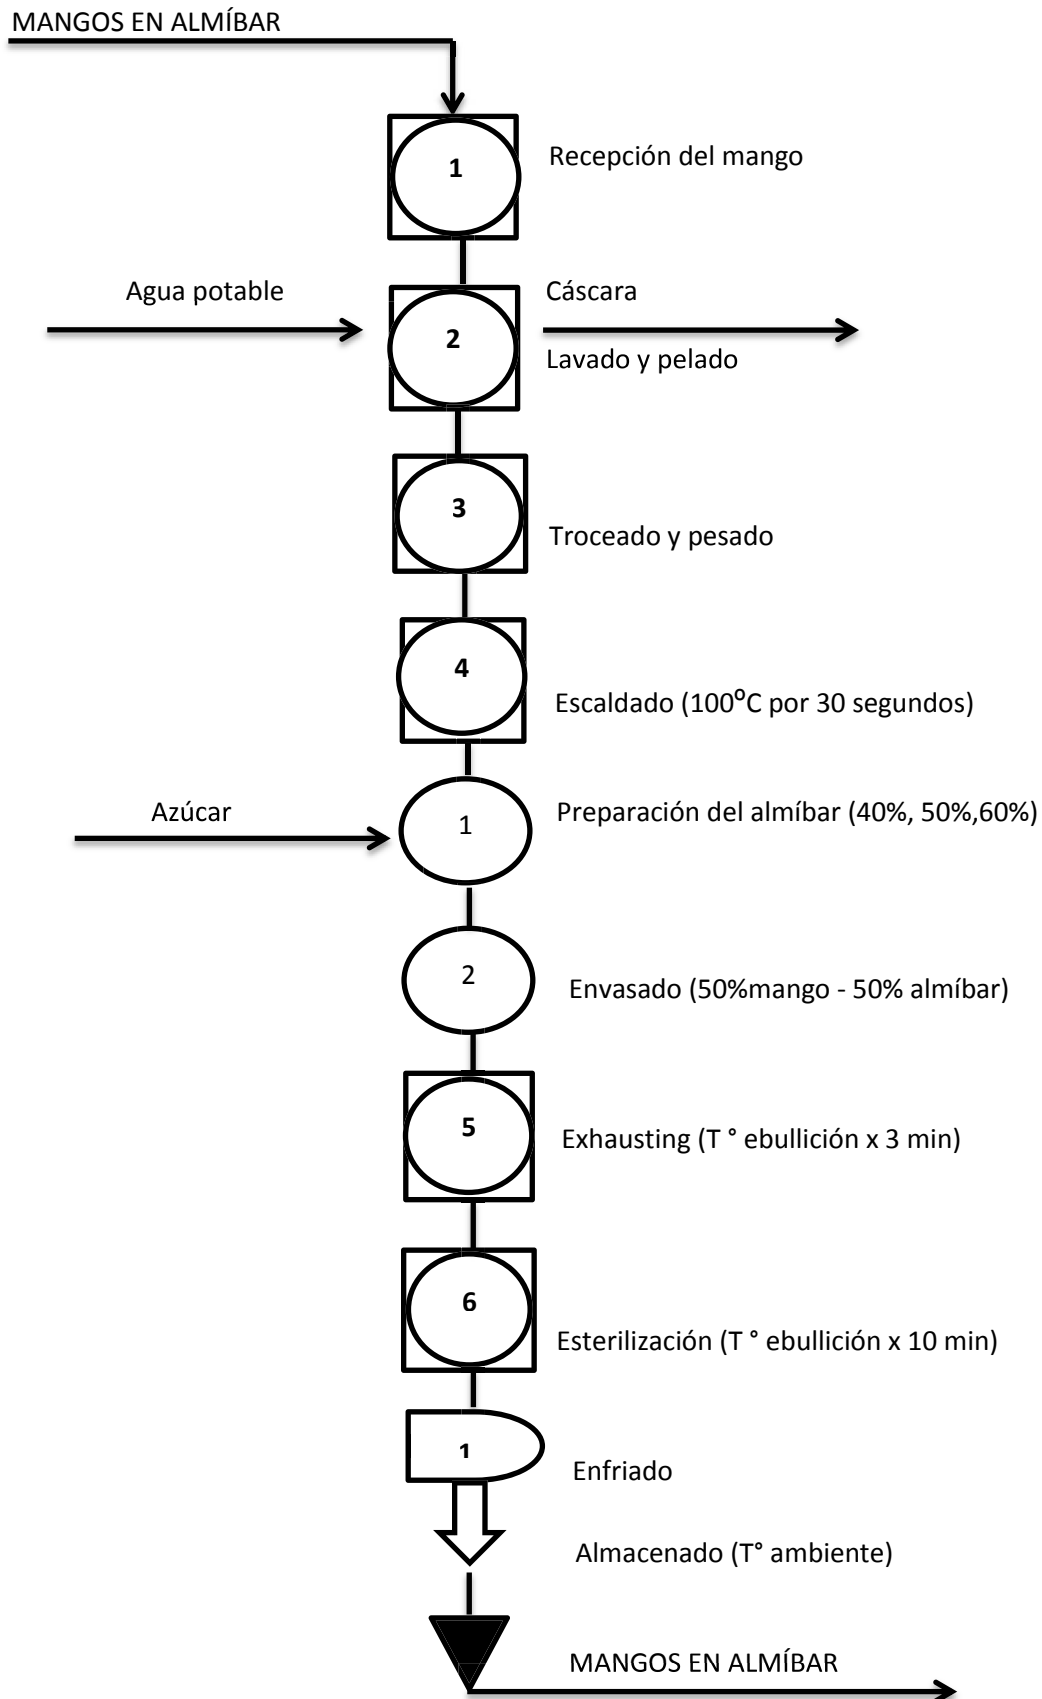 MANGOS EN ALMÍBAR
1
Recepción del mango
Agua potable
2
Cáscara
Lavado y pelado
3
Troceado y pesado
4
Escaldado (100⁰C por 30 segundos)
Azúcar
1
Preparación del almíbar (40%, 50%,60%)
2
Envasado (50%mango - 50% almíbar)
5
Exhausting (T ° ebullición x 3 min)
6
Esterilización (T ° ebullición x 10 min)
1
Enfriado
Almacenado (T° ambiente)
MANGOS EN ALMÍBAR